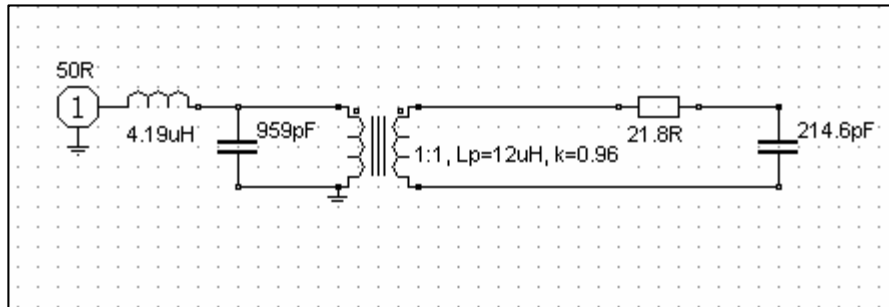 50R
1
4.19uH
959pF
1:1, Lp=12uH, k=0.96
21.8R
214.6pF